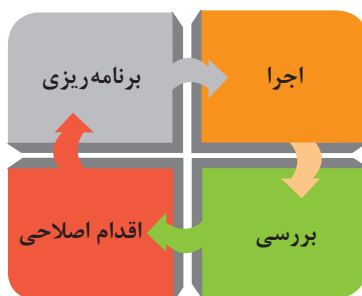 برنامه‌ریزی
اجرا
بررسی
اقدام اصلاحی